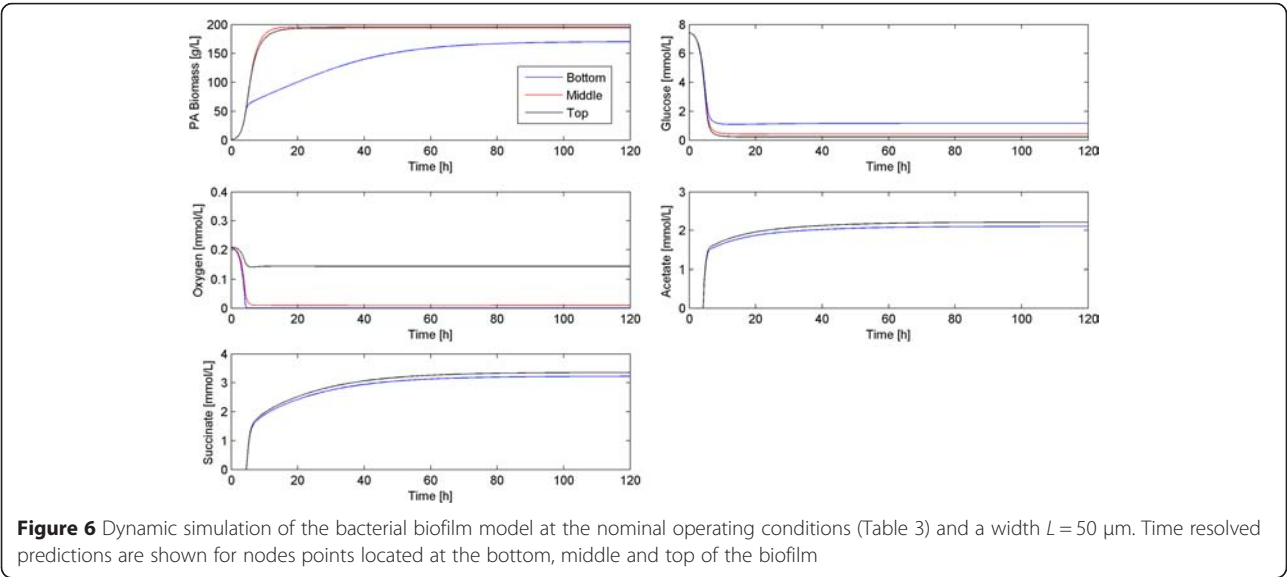 PA Biomass [g/L]
200
150
100
50
0
0 20 40 60 80 100 120
Time [h]
Bottom
Middle
Top
Glucose [mmol/L]
8
6
4
2
0
0 20 40 60 80 100 120
Time [h]
Oxygen [mmol/L]
0.4
0.3
0.2
0.1
0
0 20 40 60 80 100 120
Time [h]
Acetate [mmol/L]
3
2
1
0
0 20 40 60 80 100 120
Time [h]
Succinate [mmol/L]
4
3
2
1
0
0 20 40 60 80 100 120
Time [h]
Figure 6 Dynamic simulation of the bacterial biofilm model at the nominal operating conditions (Table 3) and a width L = 50 μm. Time resolved
predictions are shown for nodes points located at the bottom, middle and top of the biofilm